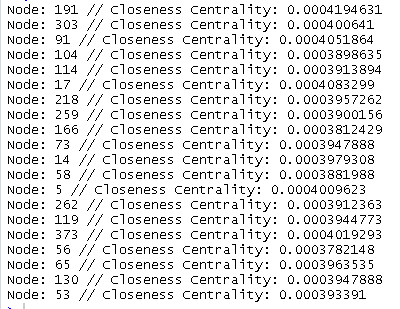 Node: 191 // Closeness Centrality: 0.0004194631
Node: 303 // Closeness Centrality: 0.000400641
Node: 91 // Closeness Centrality: 0.0004051864
Node: 104 // Closeness Centrality: 0.0003898635
Node: 114 // Closeness Centrality: 0.0003913894
Node: 17 // Closeness Centrality: 0.0004083299
Node: 218 // Closeness Centrality: 0.0003957262
Node: 259 // Closeness Centrality: 0.0003900156
Node: 166 // Closeness Centrality: 0.0003812429
Node: 73 // Closeness Centrality: 0.0003947888
Node: 14 // Closeness Centrality: 0.0003979308
Node: 58 // Closeness Centrality: 0.0003881988
Node: 5 // Closeness Centrality: 0.0004009623
Node: 262 // Closeness Centrality: 0.0003912363
Node: 119 // Closeness Centrality: 0.0003944773
Node: 373 // Closeness Centrality: 0.0004019293
Node: 56 // Closeness Centrality: 0.0003782148
Node: 65 // Closeness Centrality: 0.0003963535
Node: 130 // Closeness Centrality: 0.0003947888
Node: 53 // Closeness Centrality: 0.000393391